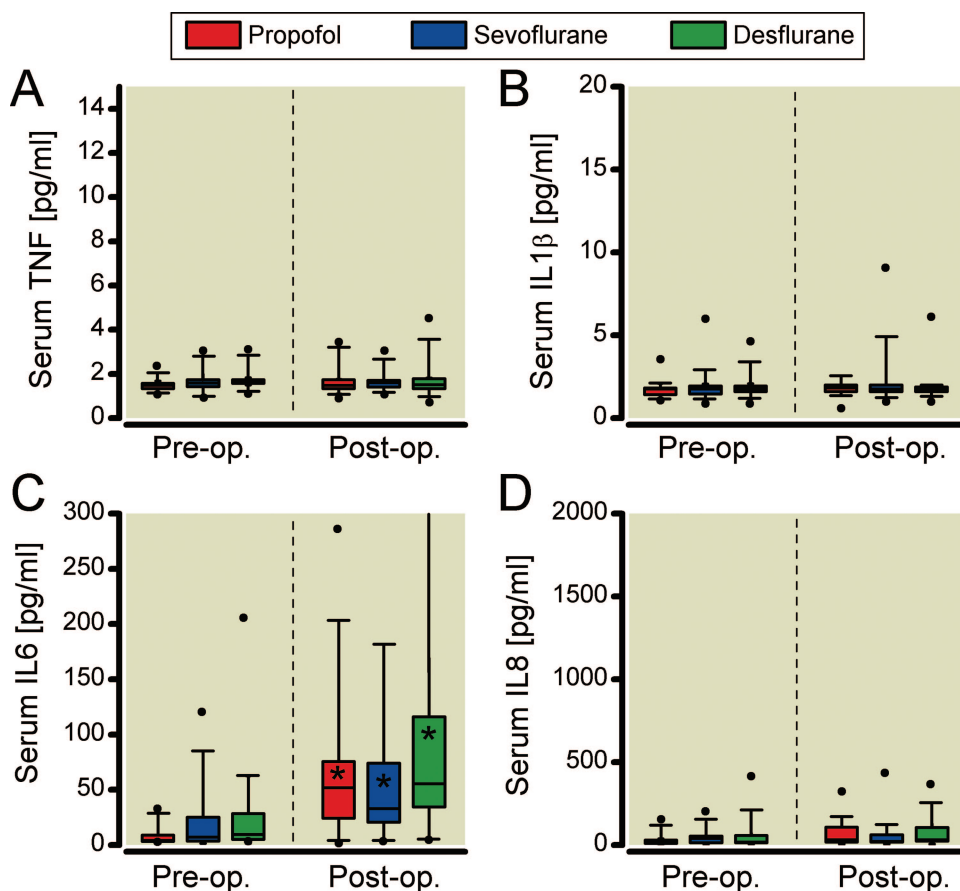 Propofol Sevoflurane Desflurane
A
Serum TNF [pg/ml]
14
12
10
8
6
4
2
0
Pre-op. Post-op.
B
Serum IL1β [pg/ml]
20
15
10
5
0
Pre-op. Post-op.
C
Serum IL6 [pg/ml]
300
250
200
150
100
50
0
* * *
Pre-op. Post-op.
D
Serum IL8 [pg/ml]
2000
1500
1000
500
0
Pre-op. Post-op.